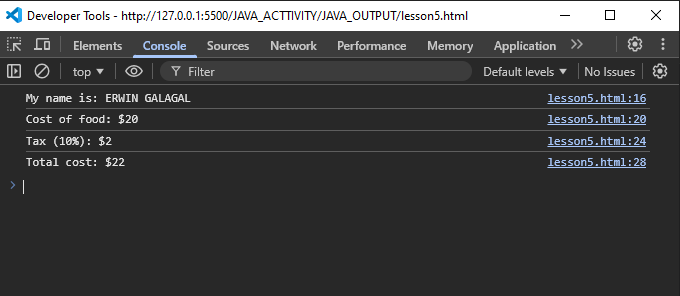 Developer Tools - http://127.0.0.1:5500/JAVA_ACTTIVITY/JAVA_OUTPUT/lesson5.html
Elements Console Sources Network Performance Memory Application
top Filter Default levels No Issues
My name is: ERWIN GALAGAL lesson5.html:16
Cost of food: $20 lesson5.html:20
Tax (10%): $2 lesson5.html:24
Total cost: $22 lesson5.html:28